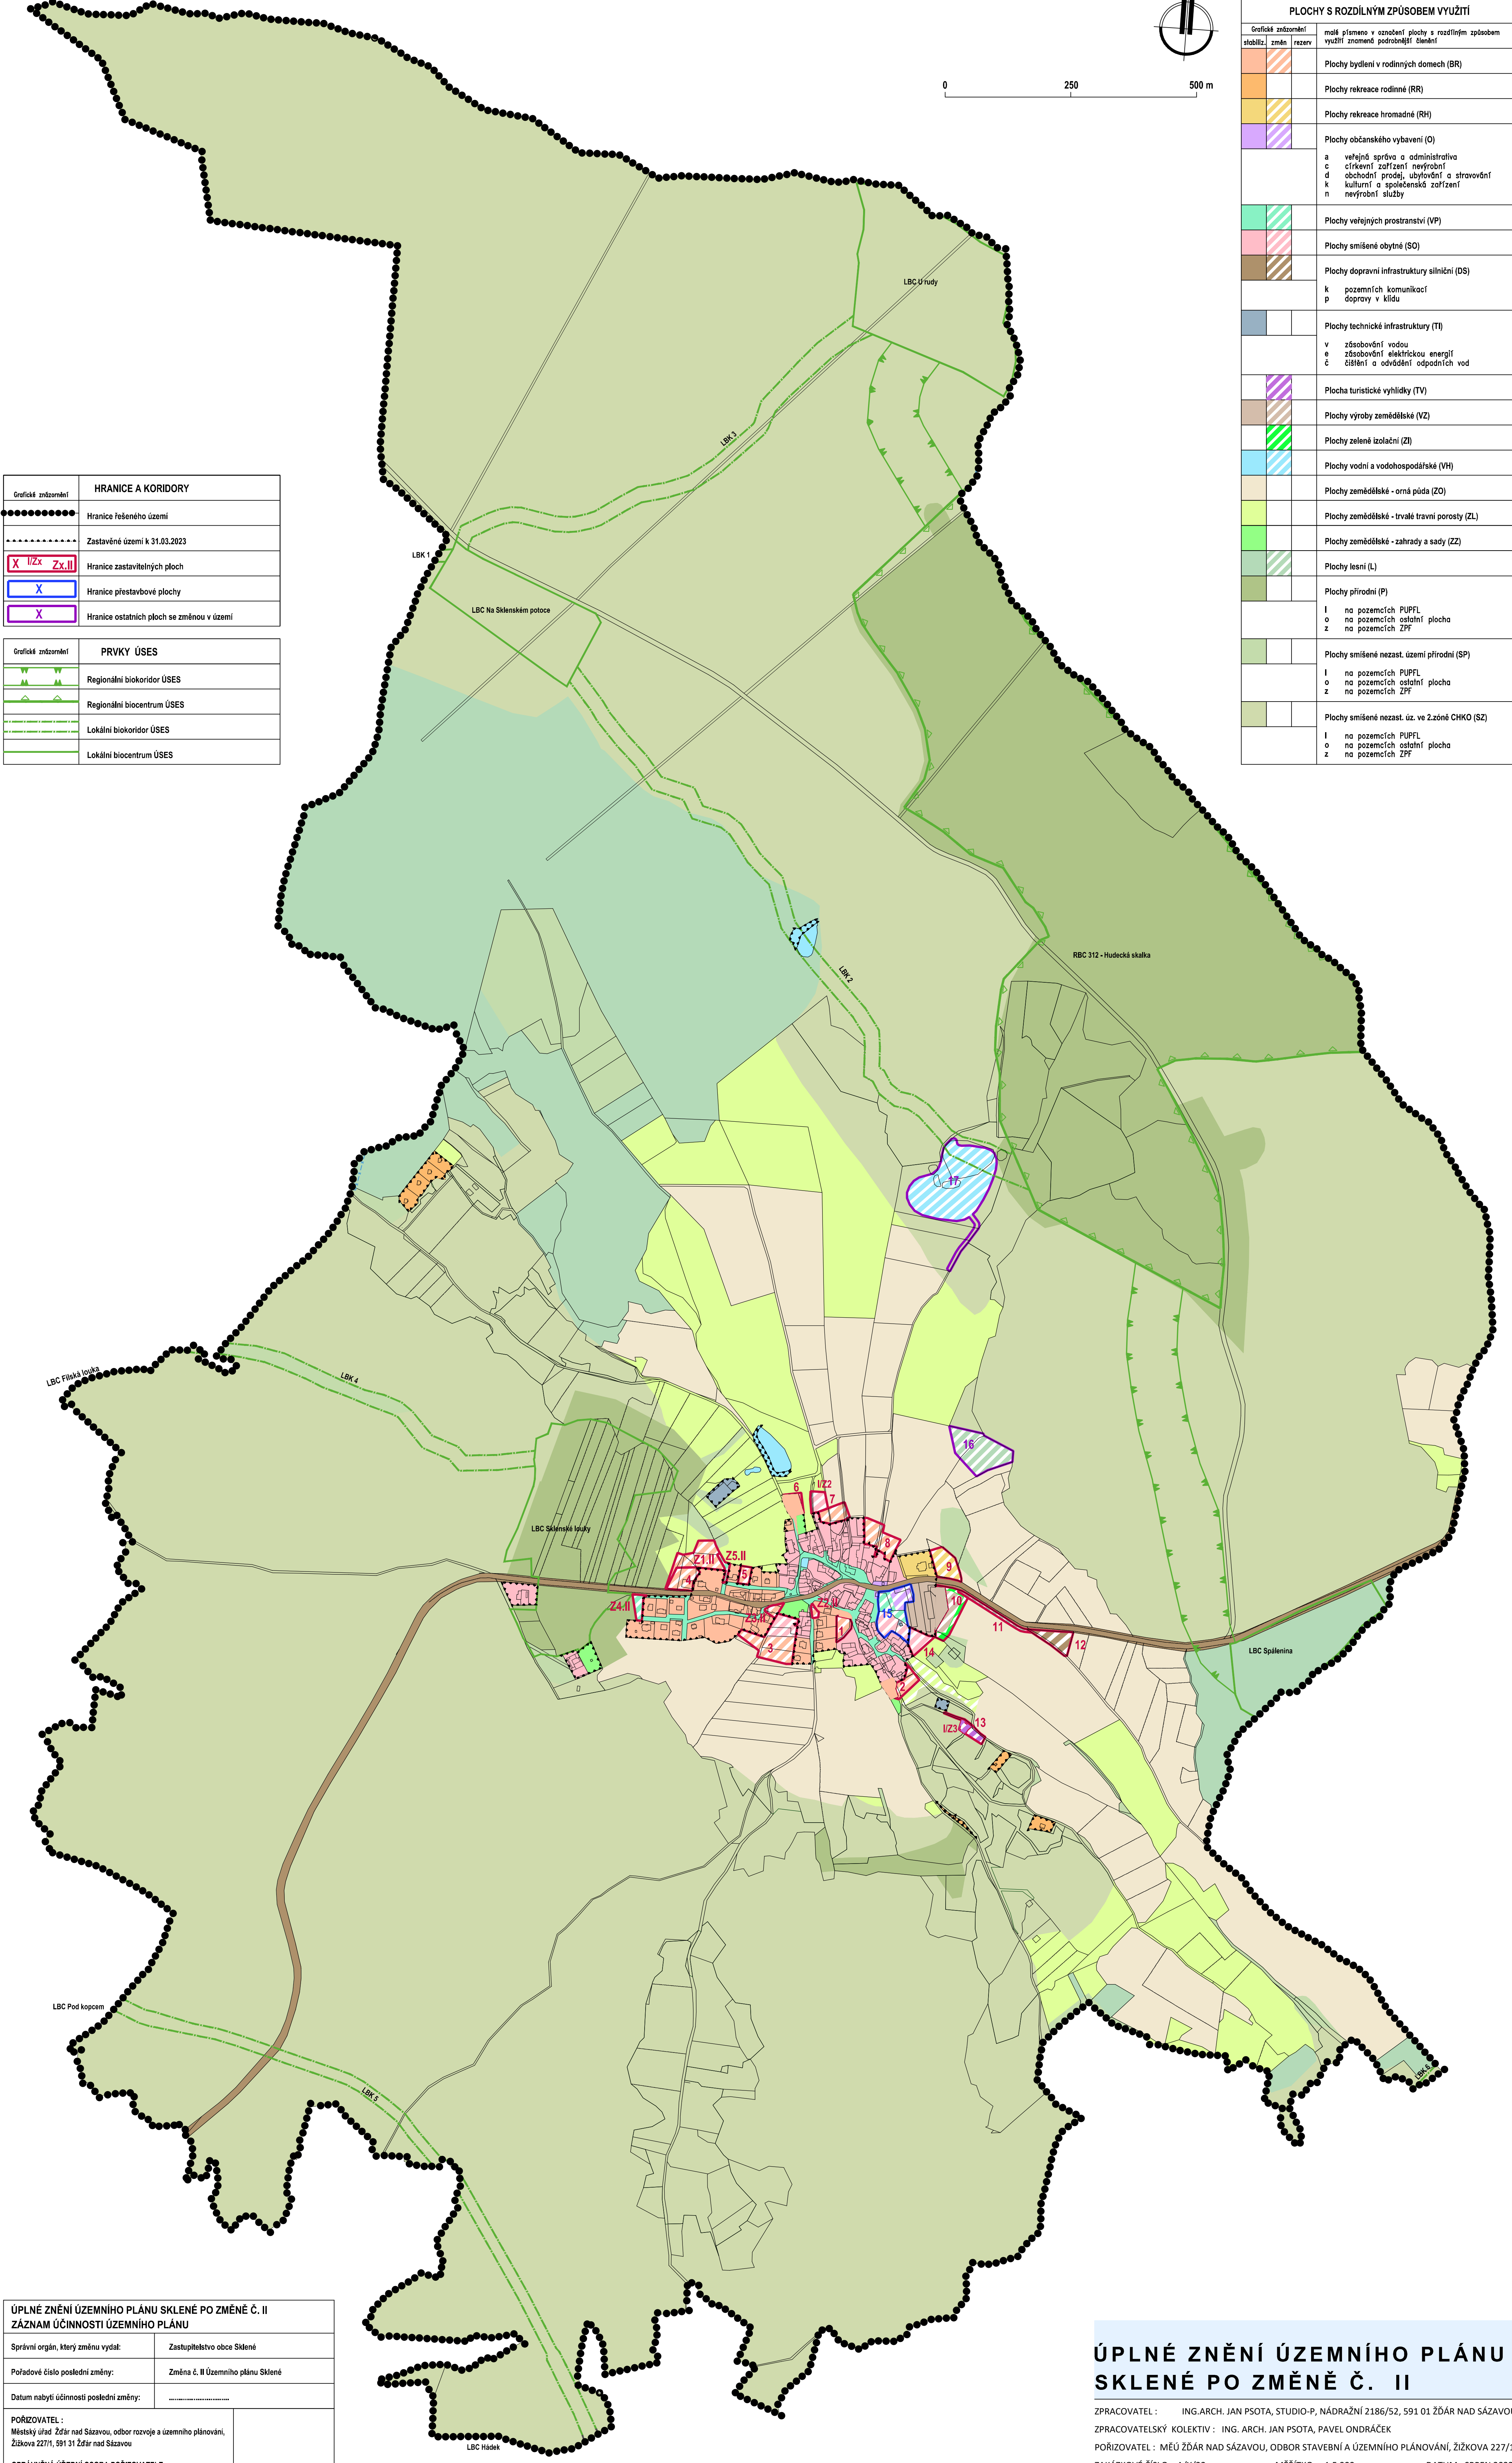 0 250 500 m
PLOCHY S ROZDÍLNÝM ZPŮSOBEM VYUŽITÍ
Grafické znázornění
stabiliz. změn rezerv
malé písmeno v označení plochy s rozdílným způsobem
využití znamená podrobnější členění
Plochy bydlení v rodinných domech (BR)
Plochy rekreace rodinné (RR)
Plochy rekreace hromadné (RH)
Plochy občanského vybavení (O)
a veřejná správa a administrativa
c církevní zařízení nevýrobní
d obchodní prodej, ubytování a stravování
k kulturní a společenská zařízení
n nevýrobní služby
Plochy veřejných prostranství (VP)
Plochy smíšené obytné (SO)
Plochy dopravní infrastruktury silniční (DS)
k pozemních komunikací
p dopravy v klidu
Plochy technické infrastruktury (TI)
v zásobování vodou
e zásobování elektrickou energií
č čištění a odvádění odpadních vod
Plocha turistické vyhlídky (TV)
Plochy výroby zemědělské (VZ)
Plochy zeleně izolační (ZI)
Plochy vodní a vodohospodářské (VH)
Plochy zemědělské - orná půda (ZO)
Plochy zemědělské - trvalé travní porosty (ZL)
Plochy zemědělské - zahrady a sady (ZZ)
Plochy lesní (L)
Plochy přírodní (P)
l na pozemcích PUPFL
o na pozemcích ostatní plocha
z na pozemcích ZPF
Plochy smíšené nezast. území přírodní (SP)
l na pozemcích PUPFL
o na pozemcích ostatní plocha
z na pozemcích ZPF
Plochy smíšené nezast. úz. ve 2.zóně CHKO (SZ)
l na pozemcích PUPFL
o na pozemcích ostatní plocha
z na pozemcích ZPF
Grafické znázornění
HRANICE A KORIDORY
Hranice řešeného území
Zastavěné území k 31.03.2023
X I/Zx Zx.II
Hranice zastavitelných ploch
X
Hranice přestavbové plochy
X
Hranice ostatních ploch se změnou v území
Grafické znázornění
PRVKY ÚSES
Regionální biokoridor ÚSES
Regionální biocentrum ÚSES
Lokální biokoridor ÚSES
Lokální biocentrum ÚSES
LBC U rudy
LBK 3
LBK 1
LBC Na Sklenském potoce
RBC 312 - Hudecká skalka
LBK 2
17
LBC Filská louka
LBK 4
16
I/Z2
6
7
LBC Sklenské louky
8
Z1.II
Z5.II
9
4
5
10
Z4.II
Z2.II
Z3.II
15
11
1
12
3
14
LBC Spálenina
2
13
I/Z3
LBC Pod kopcem
LBK 5
LBK 6
LBC Hádek
ÚPLNÉ ZNĚNÍ ÚZEMNÍHO PLÁNU SKLENÉ PO ZMĚNĚ Č. II
ZÁZNAM ÚČINNOSTI ÚZEMNÍHO PLÁNU
Správní orgán, který změnu vydal: Zastupitelstvo obce Sklené
Pořadové číslo poslední změny: Změna č. II Územního plánu Sklené
Datum nabytí účinnosti poslední změny: ................................
POŘIZOVATEL :
Městský úřad Žďár nad Sázavou, odbor rozvoje a územního plánování,
Žižkova 227/1, 591 31 Žďár nad Sázavou
ÚPLNÉ ZNĚNÍ ÚZEMNÍHO PLÁNU
SKLENÉ PO ZMĚNĚ Č. II
ZPRACOVATEL : ING.ARCH. JAN PSOTA, STUDIO-P, NÁDRAŽNÍ 2186/52, 591 01 ŽĎÁR NAD SÁZAVOU
ZPRACOVATELSKÝ KOLEKTIV : ING. ARCH. JAN PSOTA, PAVEL ONDRÁČEK
POŘIZOVATEL : MĚÚ ŽĎÁR NAD SÁZAVOU, ODBOR STAVEBNÍ A ÚZEMNÍHO PLÁNOVÁNÍ, ŽIŽKOVA 227/1